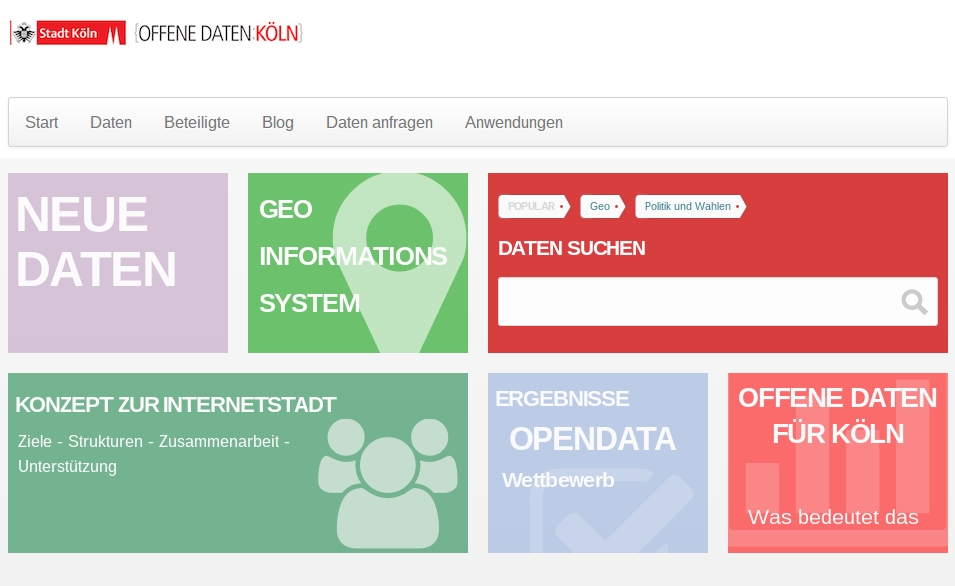 Stadt Köln {OFFENE DATEN:KÖLN}
Start Daten Beteiligte Blog Daten anfragen Anwendungen
NEUE
DATEN
GEO
INFORMATIONS
SYSTEM
POPULAR Geo Politik und Wahlen
DATEN SUCHEN
KONZEPT ZUR INTERNETSTADT
Ziele - Strukturen - Zusammenarbeit -
Unterstützung
ERGEBNISSE
OPENDATA
Wettbewerb
OFFENE DATEN
FÜR KÖLN
Was bedeutet das